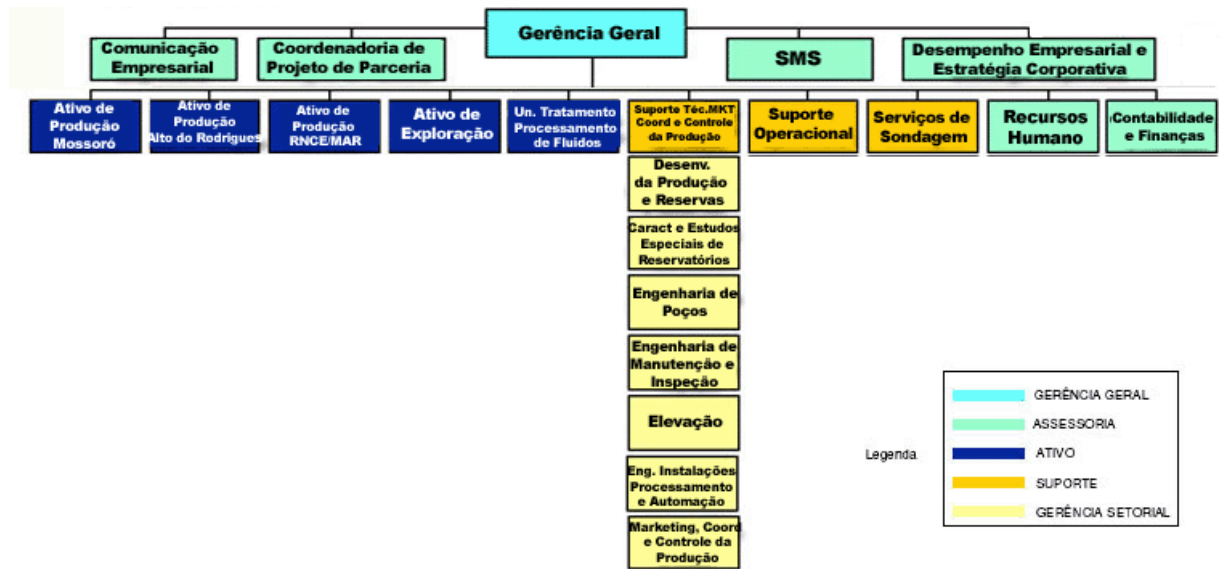 Gerência Geral
Comunicação
Empresarial
Coordenadoria de
Projeto de Parceria
SMS
Desempenho Empresarial e
Estratégia Corporativa
Ativo de
Produção
Mossoró
Ativo de
Produção
Alto do Rodrigues
Ativo de
Produção
RNCE/MAR
Ativo de
Exploração
Un. Tratamento
Processamento
de Fluidos
Suporte Téc.MKT
Coord e Controle
da Produção
Suporte
Operacional
Serviços de
Sondagem
Recursos
Humano
Contabilidade
e Finanças
Desenv.
da Produção
e Reservas
Caract e Estudos
Especiais de
Reservatórios
Engenharia de
Poços
Engenharia de
Manutenção e
Inspeção
Elevação
Eng. Instalações
Processamento
e Automação
Marketing, Coord
e Controle da
Produção
Legenda
GERÊNCIA GERAL
ASSESSORIA
ATIVO
SUPORTE
GERÊNCIA SETORIAL